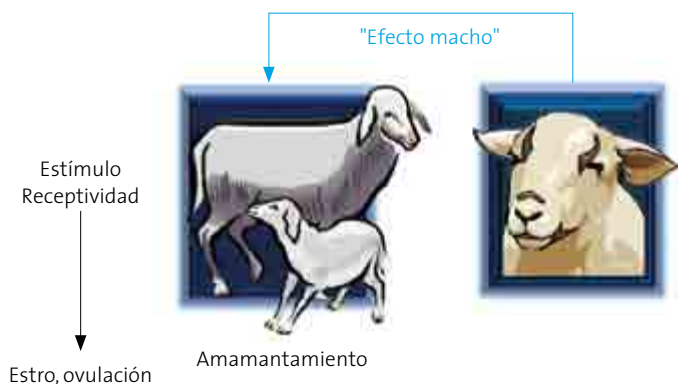 "Efecto macho"
Estímulo
Receptividad
Amamantamiento
Estro, ovulación